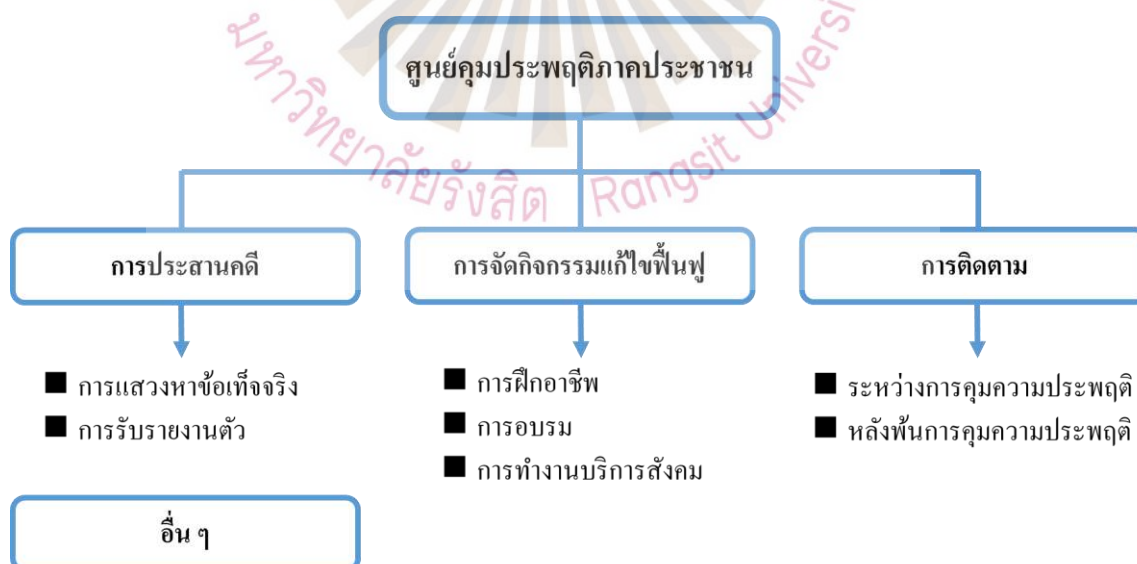 ศูนย์คุมประพฤติภาคประชาชน
มหาวิทยาลัยรังสิต Rangsit Universi
การประสานคดี
การจัดกิจกรรมแก้ไขฟื้นฟู
การติดตาม
■ การแสวงหาข้อเท็จจริง
■ การรับรายงานตัว
■ การฝึกอาชีพ
■ การอบรม
■ การทำงานบริการสังคม
■ ระหว่างการคุมความประพฤติ
■ หลังพ้นการคุมความประพฤติ
อื่น ๆ